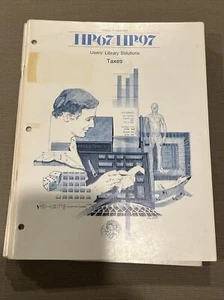 HP67/HP97
Users' Library Solutions
Taxes